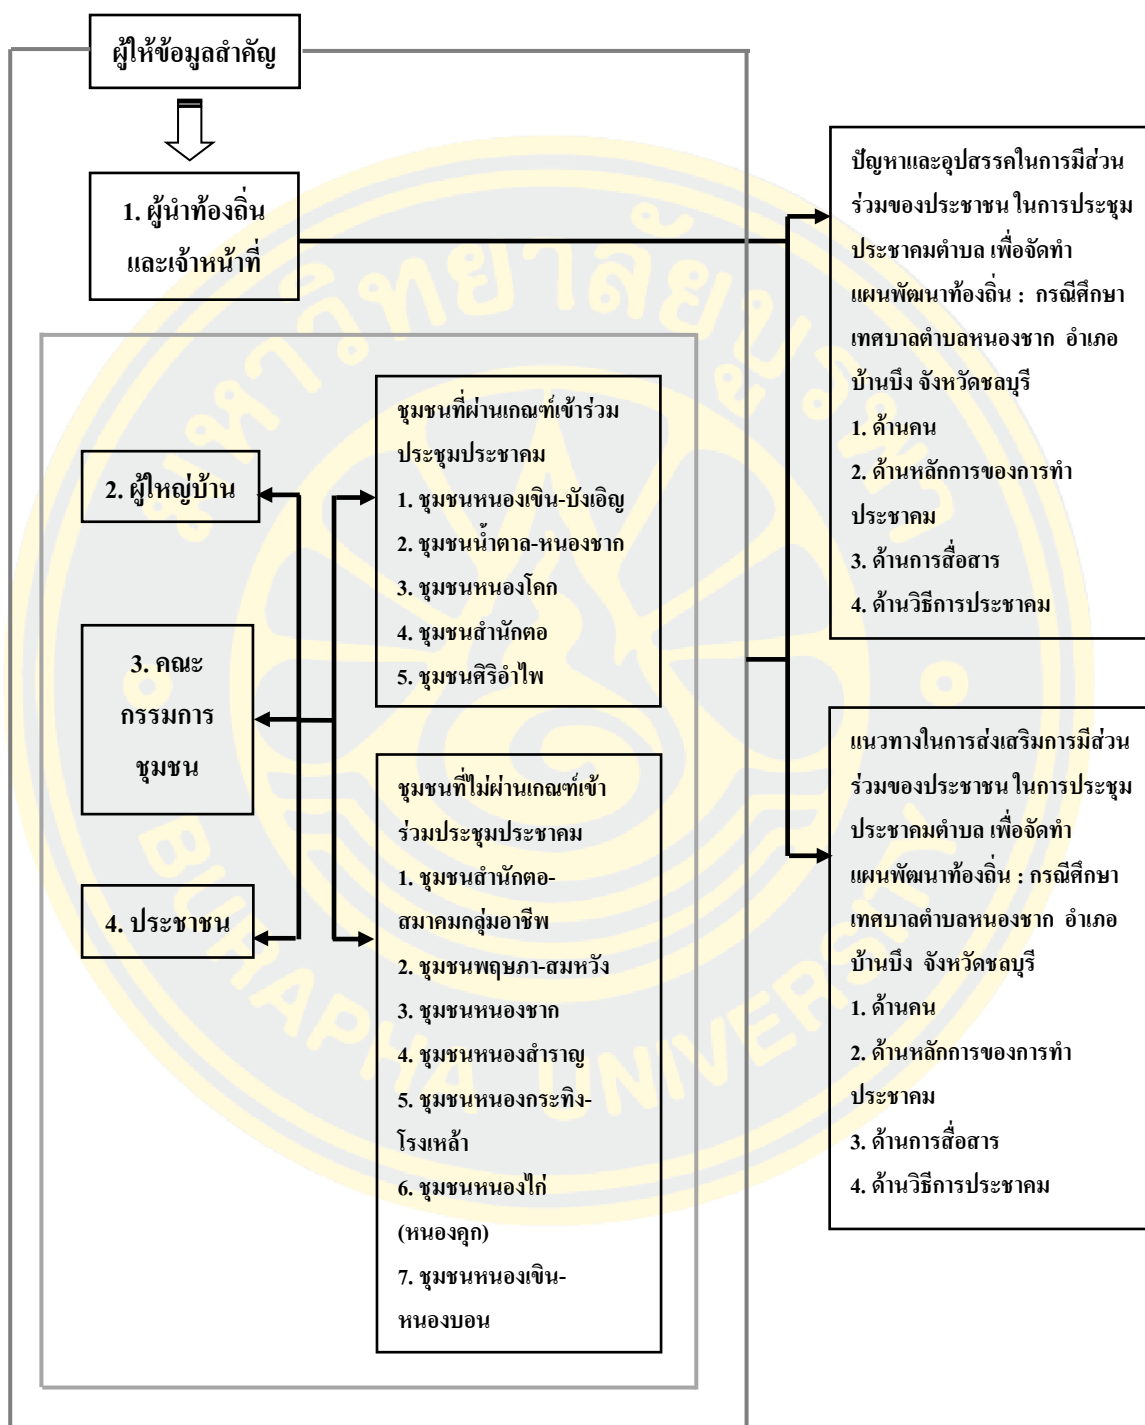 ผู้ให้ข้อมูลสำคัญ
1. ผู้นำท้องถิ่น
และเจ้าหน้าที่
2. ผู้ใหญ่บ้าน
3. คณะ
กรรมการ
ชุมชน
4. ประชาชน
ชุมชนที่ผ่านเกณฑ์เข้าร่วม
ประชุมประชาคม
1. ชุมชนหนองเขิน-บังเอิญ
2. ชุมชนน้ำตาล-หนองชาก
3. ชุมชนหนองโคก
4. ชุมชนสำนักตอ
5. ชุมชนศิริอำไพ
ชุมชนที่ไม่ผ่านเกณฑ์เข้า
ร่วมประชุมประชาคม
1. ชุมชนสำนักตอ-
สมาคมกลุ่มอาชีพ
2. ชุมชนพฤษภา-สมหวัง
3. ชุมชนหนองชาก
4. ชุมชนหนองสำราญ
5. ชุมชนหนองกระทิง-
โรงเหล้า
6. ชุมชนหนองไก่
(หนองคุก)
7. ชุมชนหนองเขิน-
หนองบอน
ปัญหาและอุปสรรคในการมีส่วน
ร่วมของประชาชน ในการประชุม
ประชาคมตำบล เพื่อจัดทำ
แผนพัฒนาท้องถิ่น : กรณีศึกษา
เทศบาลตำบลหนองชาก อำเภอ
บ้านบึง จังหวัดชลบุรี
1. ด้านคน
2. ด้านหลักการของการทำ
ประชาคม
3. ด้านการสื่อสาร
4. ด้านวิธีการประชาคม
แนวทางในการส่งเสริมการมีส่วน
ร่วมของประชาชน ในการประชุม
ประชาคมตำบล เพื่อจัดทำ
แผนพัฒนาท้องถิ่น : กรณีศึกษา
เทศบาลตำบลหนองชาก อำเภอ
บ้านบึง จังหวัดชลบุรี
1. ด้านคน
2. ด้านหลักการของการทำ
ประชาคม
3. ด้านการสื่อสาร
4. ด้านวิธีการประชาคม
มหาวิทยาลัยบูรพา
BURAPHA UNIVERSITY